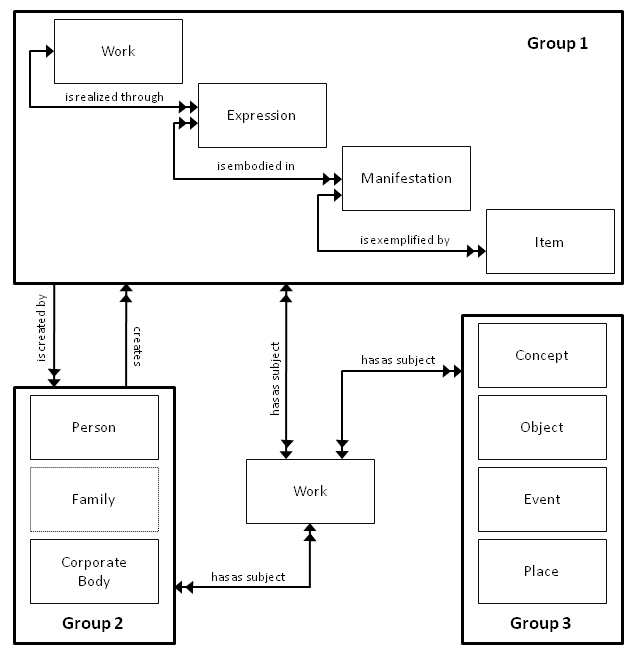 Group 1
Work
is realized through
Expression
is embodied in
Manifestation
is exemplified by
Item
is created by
creates
has as subject
has as subject
Concept
Person
Object
Family
Work
Event
Corporate
Body
has as subject
Place
Group 2
Group 3